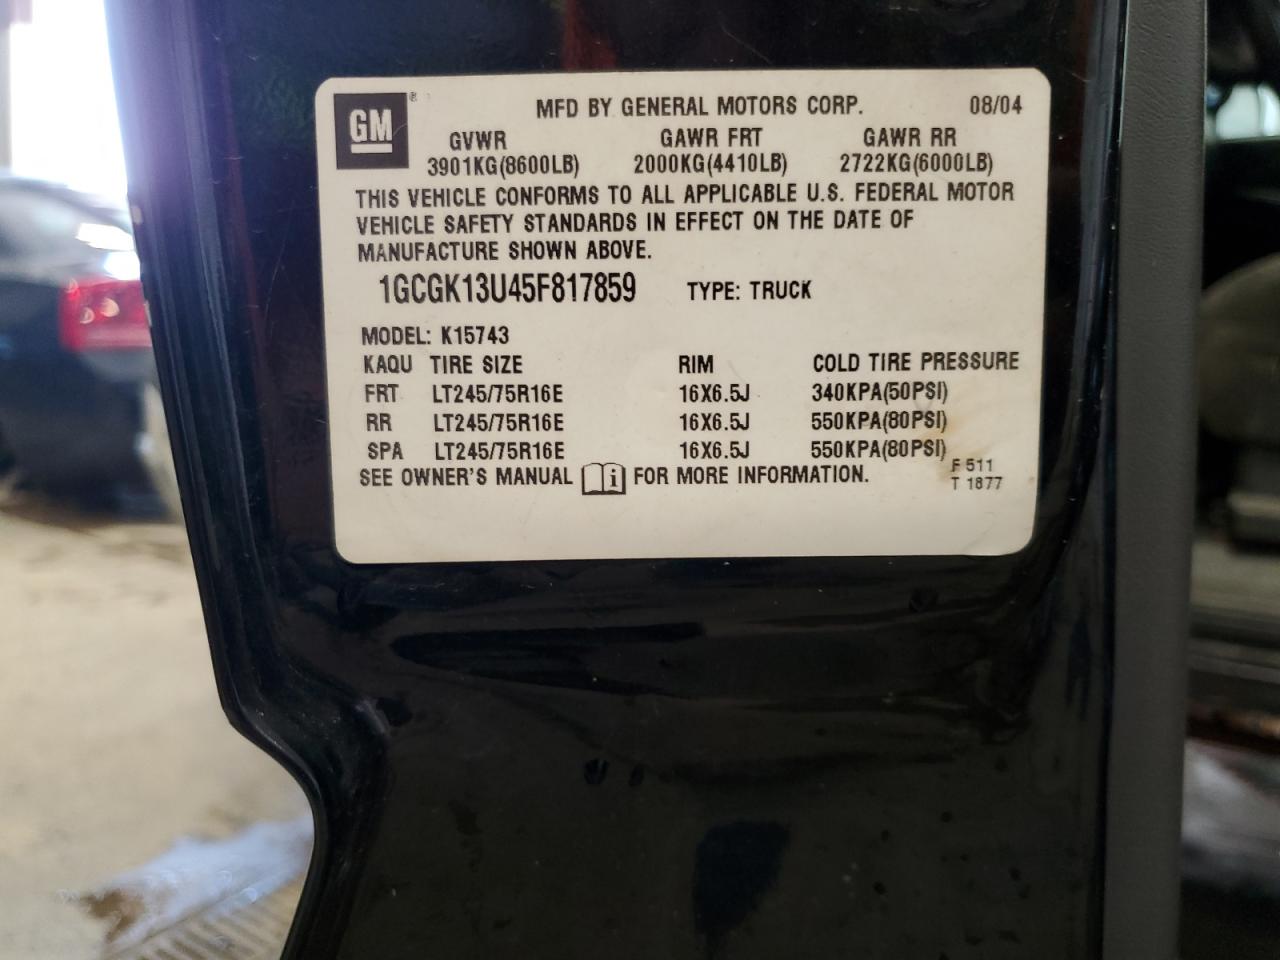 GM ®
MFD BY GENERAL MOTORS CORP. 08/04
GVWR GAWR FRT GAWR RR
3901KG(8600LB) 2000KG(4410LB) 2722KG(6000LB)
THIS VEHICLE CONFORMS TO ALL APPLICABLE U.S. FEDERAL MOTOR
VEHICLE SAFETY STANDARDS IN EFFECT ON THE DATE OF
MANUFACTURE SHOWN ABOVE.
1GCGK13U45F817859 TYPE: TRUCK
MODEL: K15743
KAQU TIRE SIZE RIM COLD TIRE PRESSURE
FRT LT245/75R16E 16X6.5J 340KPA(50PSI)
RR LT245/75R16E 16X6.5J 550KPA(80PSI)
SPA LT245/75R16E 16X6.5J 550KPA(80PSI)
SEE OWNER'S MANUAL i FOR MORE INFORMATION.
F 511
T 1877